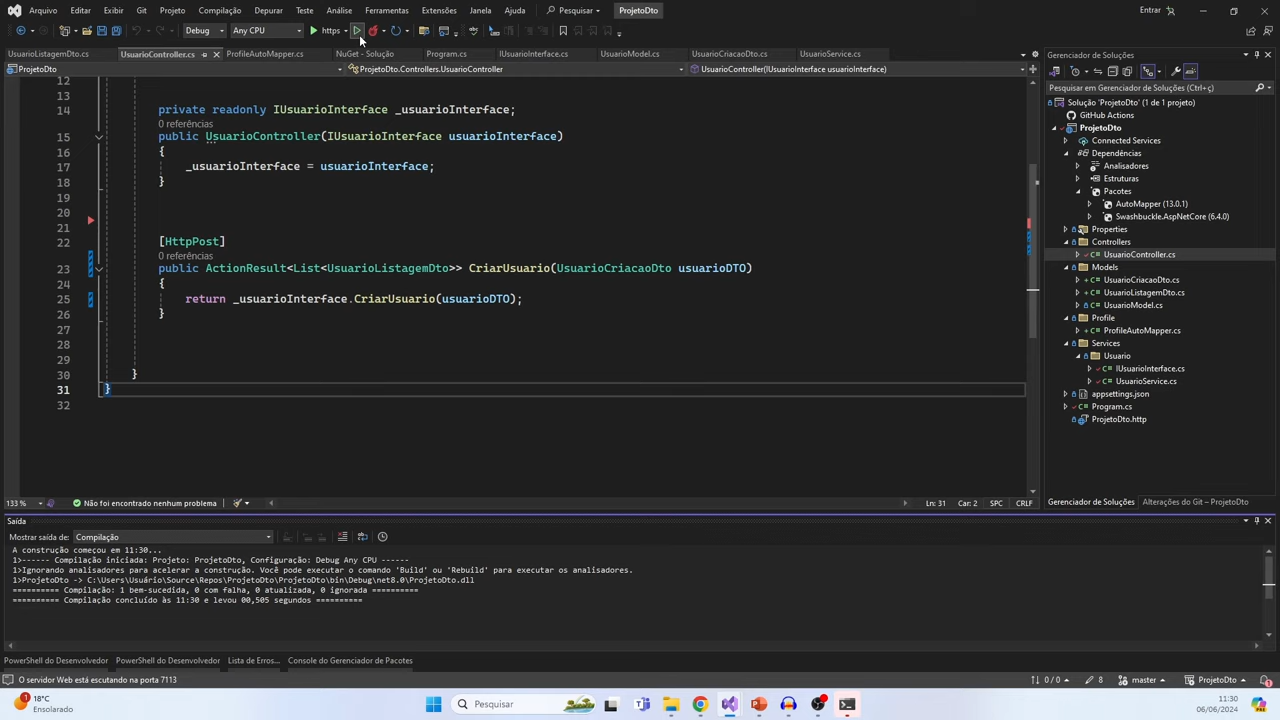 Arquivo Editar Exibir Git Projeto Compilação Depurar Teste Análise Ferramentas Extensões Janela Ajuda Pesquisar ProjetoDto Entrar
Debug Any CPU https
UsuarioListagemDto.cs UsuarioController.cs ProfileAutoMapper.cs NuGet - Solução Program.cs IUsuarioInterface.cs UsuarioModel.cs UsuarioCriacaoDto.cs UsuarioService.cs
ProjetoDto ProjetoDto.Controllers.UsuarioController UsuarioController(IUsuarioInterface usuarioInterface)
12
13
14 private readonly IUsuarioInterface _usuarioInterface;
0 referências
15 public UsuarioController(IUsuarioInterface usuarioInterface)
16 {
17 _usuarioInterface = usuarioInterface;
18 }
19
20
21
22 [HttpPost]
0 referências
23 public ActionResult<List<UsuarioListagemDto>> CriarUsuario(UsuarioCriacaoDto usuarioDTO)
24 {
25 return _usuarioInterface.CriarUsuario(usuarioDTO);
26 }
27
28
29
30 }
31 }
32
133 % Não foi encontrado nenhum problema Ln: 31 Car: 2 SPC CRLF
Gerenciador de Soluções
Pesquisar em Gerenciador de Soluções (Ctrl+ç)
Solução 'ProjetoDto' (1 de 1 projeto)
GitHub Actions
ProjetoDto
Connected Services
Dependências
Analisadores
Estruturas
Pacotes
AutoMapper (13.0.1)
Swashbuckle.AspNetCore (6.4.0)
Properties
Controllers
C# UsuarioController.cs
Models
C# UsuarioCriacaoDto.cs
C# UsuarioListagemDto.cs
C# UsuarioModel.cs
Profile
C# ProfileAutoMapper.cs
Services
Usuario
C# IUsuarioInterface.cs
C# UsuarioService.cs
appsettings.json
C# Program.cs
ProjetoDto.http
Gerenciador de Soluções Alterações do Git – ProjetoDto
Saída
Mostrar saída de: Compilação
A construção começou em 11:30...
1>------ Compilação iniciada: Projeto: ProjetoDto, Configuração: Debug Any CPU ------
1>Ignorando analisadores para acelerar a construção. Você pode executar o comando 'Build' ou 'Rebuild' para executar os analisadores.
1>ProjetoDto -> C:\Users\Usuário\Source\Repos\ProjetoDto\ProjetoDto\bin\Debug\net8.0\ProjetoDto.dll
========== Compilação: 1 bem-sucedida, 0 com falha, 0 atualizada, 0 ignorada ==========
========== Compilação concluído às 11:30 e levou 00,505 segundos ==========
PowerShell do Desenvolvedor PowerShell do Desenvolvedor Lista de Erros... Console do Gerenciador de Pacotes
O servidor Web está escutando na porta 7113 0 / 0 8 master ProjetoDto
1
18°C
Ensolarado
Pesquisar
11:30
06/06/2024